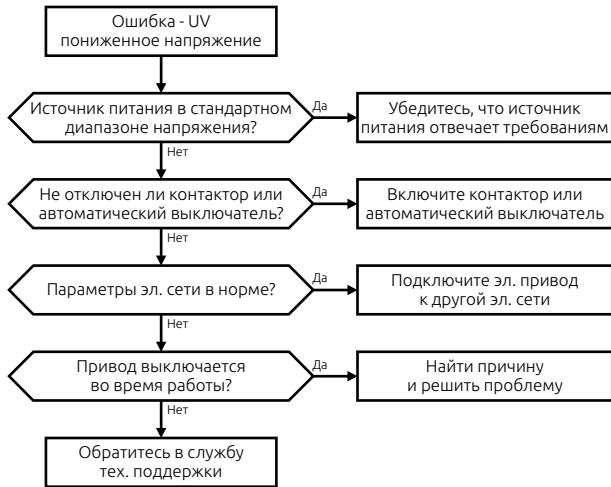 Ошибка - UV
пониженное напряжение
Источник питания в стандартном
диапазоне напряжения?
Да
Убедитесь, что источник
питания отвечает требованиям
Нет
Не отключен ли контактор или
автоматический выключатель?
Да
Включите контактор или
автоматический выключатель
Нет
Параметры эл. сети в норме?
Да
Подключите эл. привод
к другой эл. сети
Нет
Привод выключается
во время работы?
Да
Найти причину
и решить проблему
Нет
Обратитесь в службу
тех. поддержки